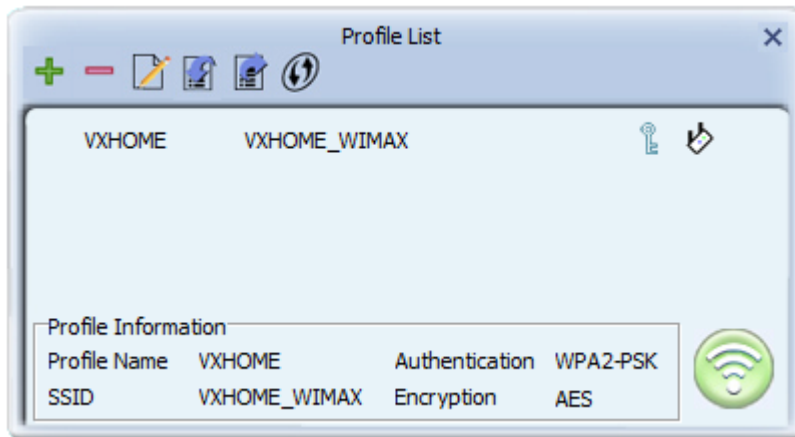 Profile List
VXHOME VXHOME_WIMAX
Profile Information
Profile Name VXHOME Authentication WPA2-PSK
SSID VXHOME_WIMAX Encryption AES